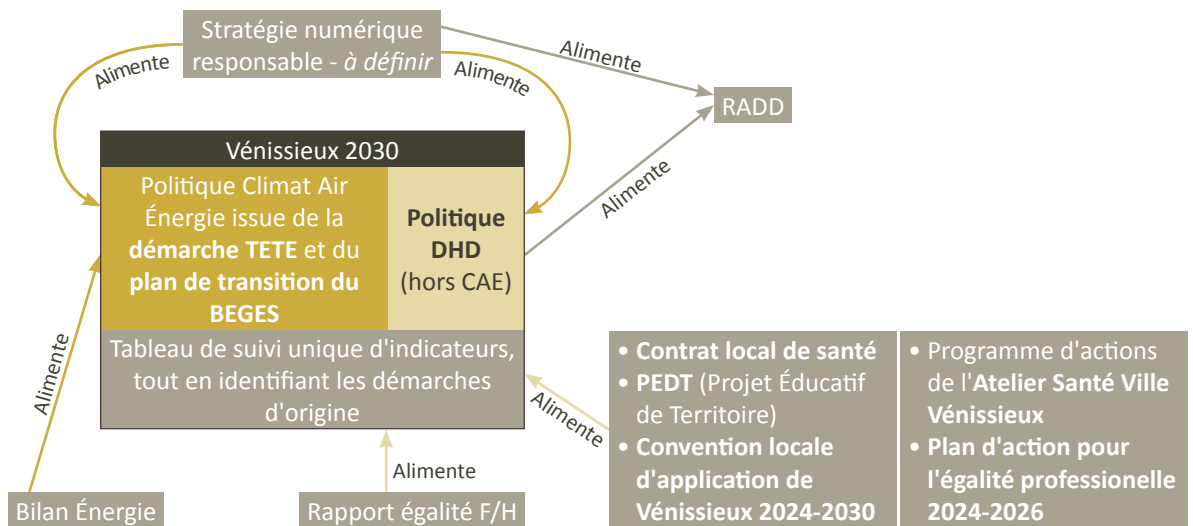 Stratégie numérique
responsable - à définir
Alimente
Alimente
Alimente
RADD
Vénissieux 2030
Politique Climat Air
Énergie issue de la
démarche TETE et du
plan de transition du
BEGES
Politique
DHD
(hors CAE)
Alimente
Tableau de suivi unique d'indicateurs,
tout en identifiant les démarches
d'origine
Alimente
Alimente
Alimente
Bilan Énergie
Rapport égalité F/H
• Contrat local de santé
• PEDT (Projet Éducatif
de Territoire)
• Convention locale
d'application de
Vénissieux 2024-2030
• Programme d'actions
de l'Atelier Santé Ville
Vénissieux
• Plan d'action pour
l'égalité professionelle
2024-2026